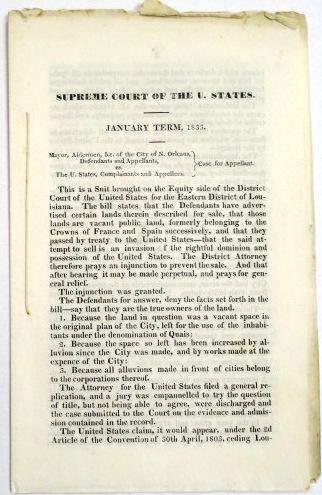 SUPREME COURT OF THE U. STATES.
JANUARY TERM, 1835.
Mayor, Aldermen, &c. of the City of N. Orleans,
Defendants and Appellants,
vs.
The U. States, Complainants and Appellees.
Case for Appellant.
This is a Suit brought on the Equity side of the District
Court of the United States for the Eastern District of Lou-
isiana. The bill states that the Defendants have adver-
tised certain lands therein described for sale, that those
lands are vacant public land, formerly belonging to the
Crowns of France and Spain successively, and that they
passed by treaty to the United States—that the said at-
tempt to sell is an invasion f the rightful dominion and
possession of the United States. The District Attorney
therefore prays an injunction to prevent the sale. And that
after hearing it may be made perpetual, and prays for gen-
eral relief.
The injunction was granted.
The Defendants for answer, deny the facts set forth in the
bill—say that they are the true owners of the land.
1. Because the land in question was a vacant space in
the original plan of the City, left for the use of the inhabi-
tants under the denomination of Quais:
2. Because the space so left has been increased by al-
luvion since the City was made, and by works made at the
expence of the City:
3. Because all alluvions made in front of cities belong
to the corporations thereof.
The Attorney for the United States filed a general re-
plication, and a jury was empannelled to try the question
of title, but not being able to agree, were discharged and
the case submitted to the Court on the evidence and admis-
sion contained in the record.
The United States claim, it would appear, under the 2d
Article of the Convention of 30th April, 1803, ceding Lou-